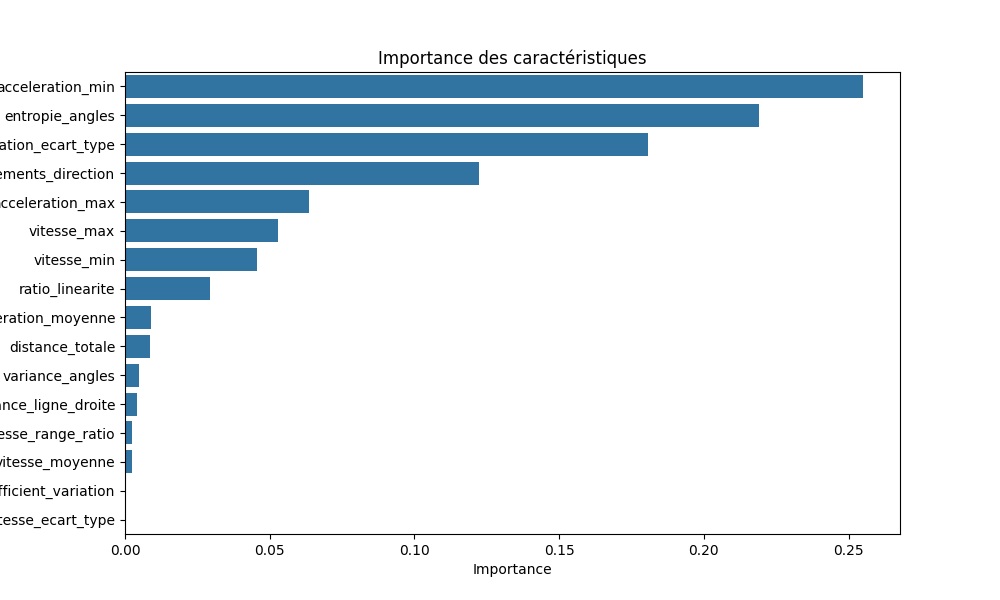 Importance des caractéristiques
acceleration_min
entropie_angles
ation_ecart_type
ements_direction
acceleration_max
vitesse_max
vitesse_min
ratio_linearite
eration_moyenne
distance_totale
variance_angles
ance_ligne_droite
esse_range_ratio
vitesse_moyenne
fficient_variation
tesse_ecart_type
0.00 0.05 0.10 0.15 0.20 0.25
Importance